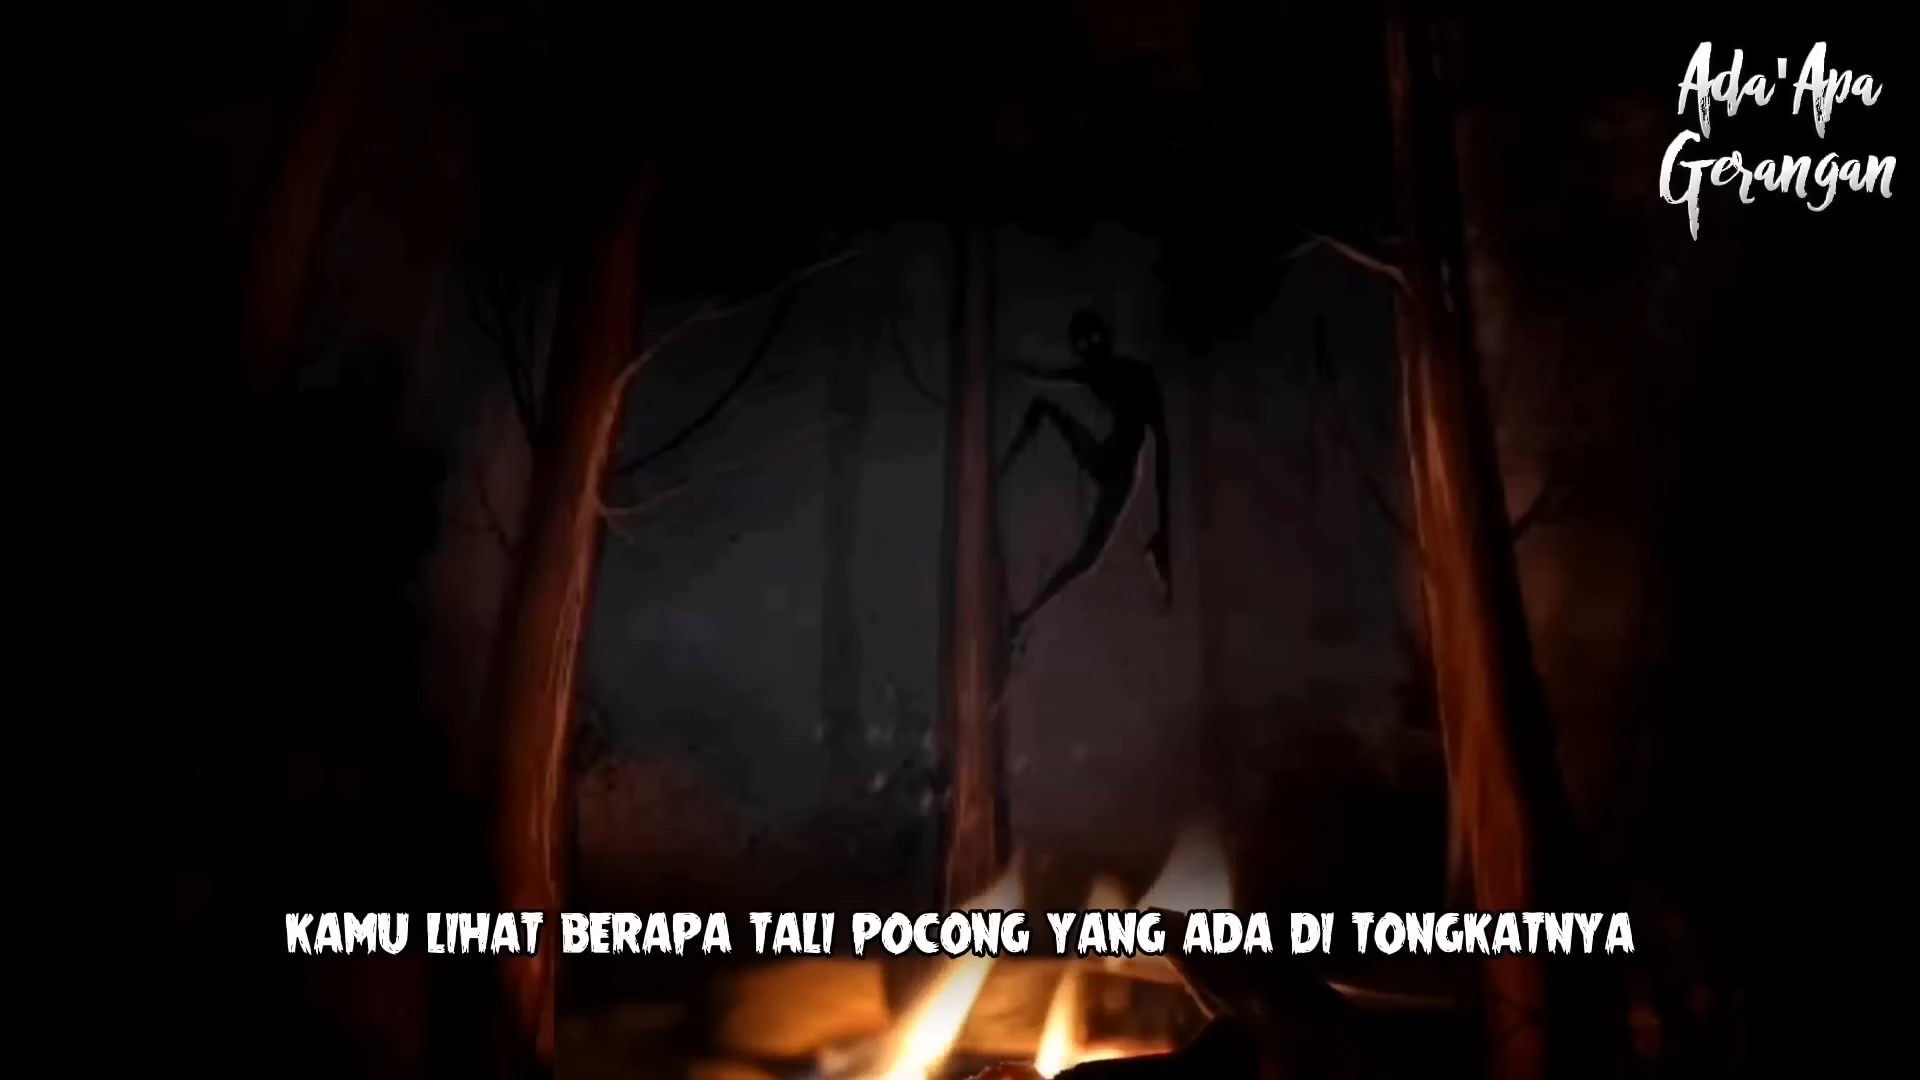 Ada'Apa
Gerangan
KAMU LIHAT BERAPA TALI POCONG YANG ADA DI TONGKATNYA